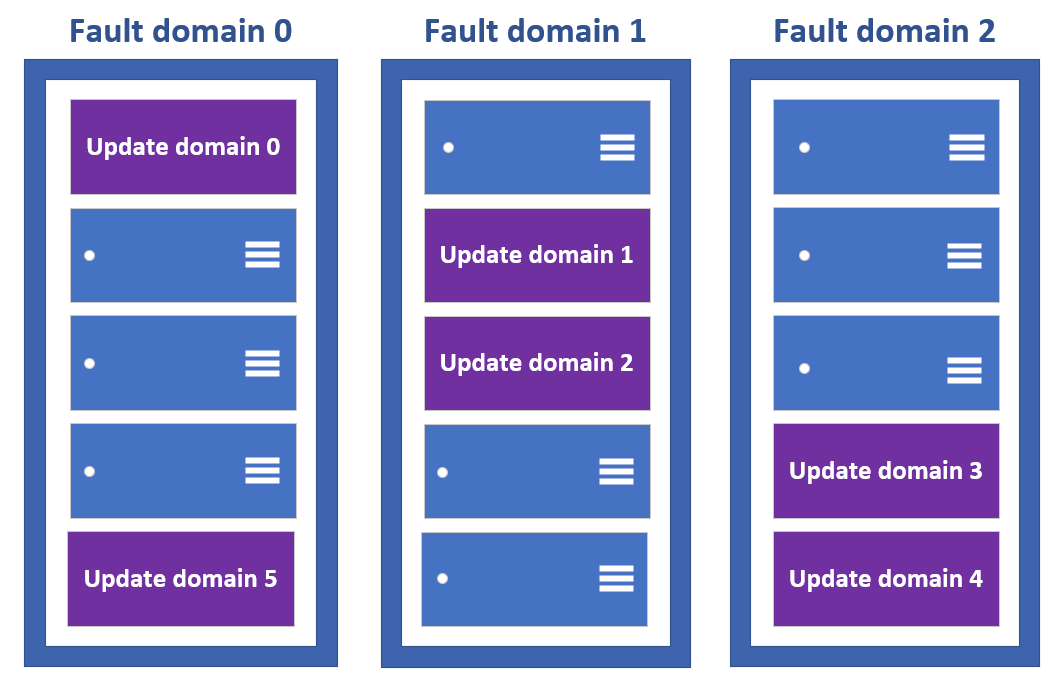 Fault domain 0
Fault domain 1
Fault domain 2
Update domain 0
Update domain 1
Update domain 2
Update domain 3
Update domain 5
Update domain 4